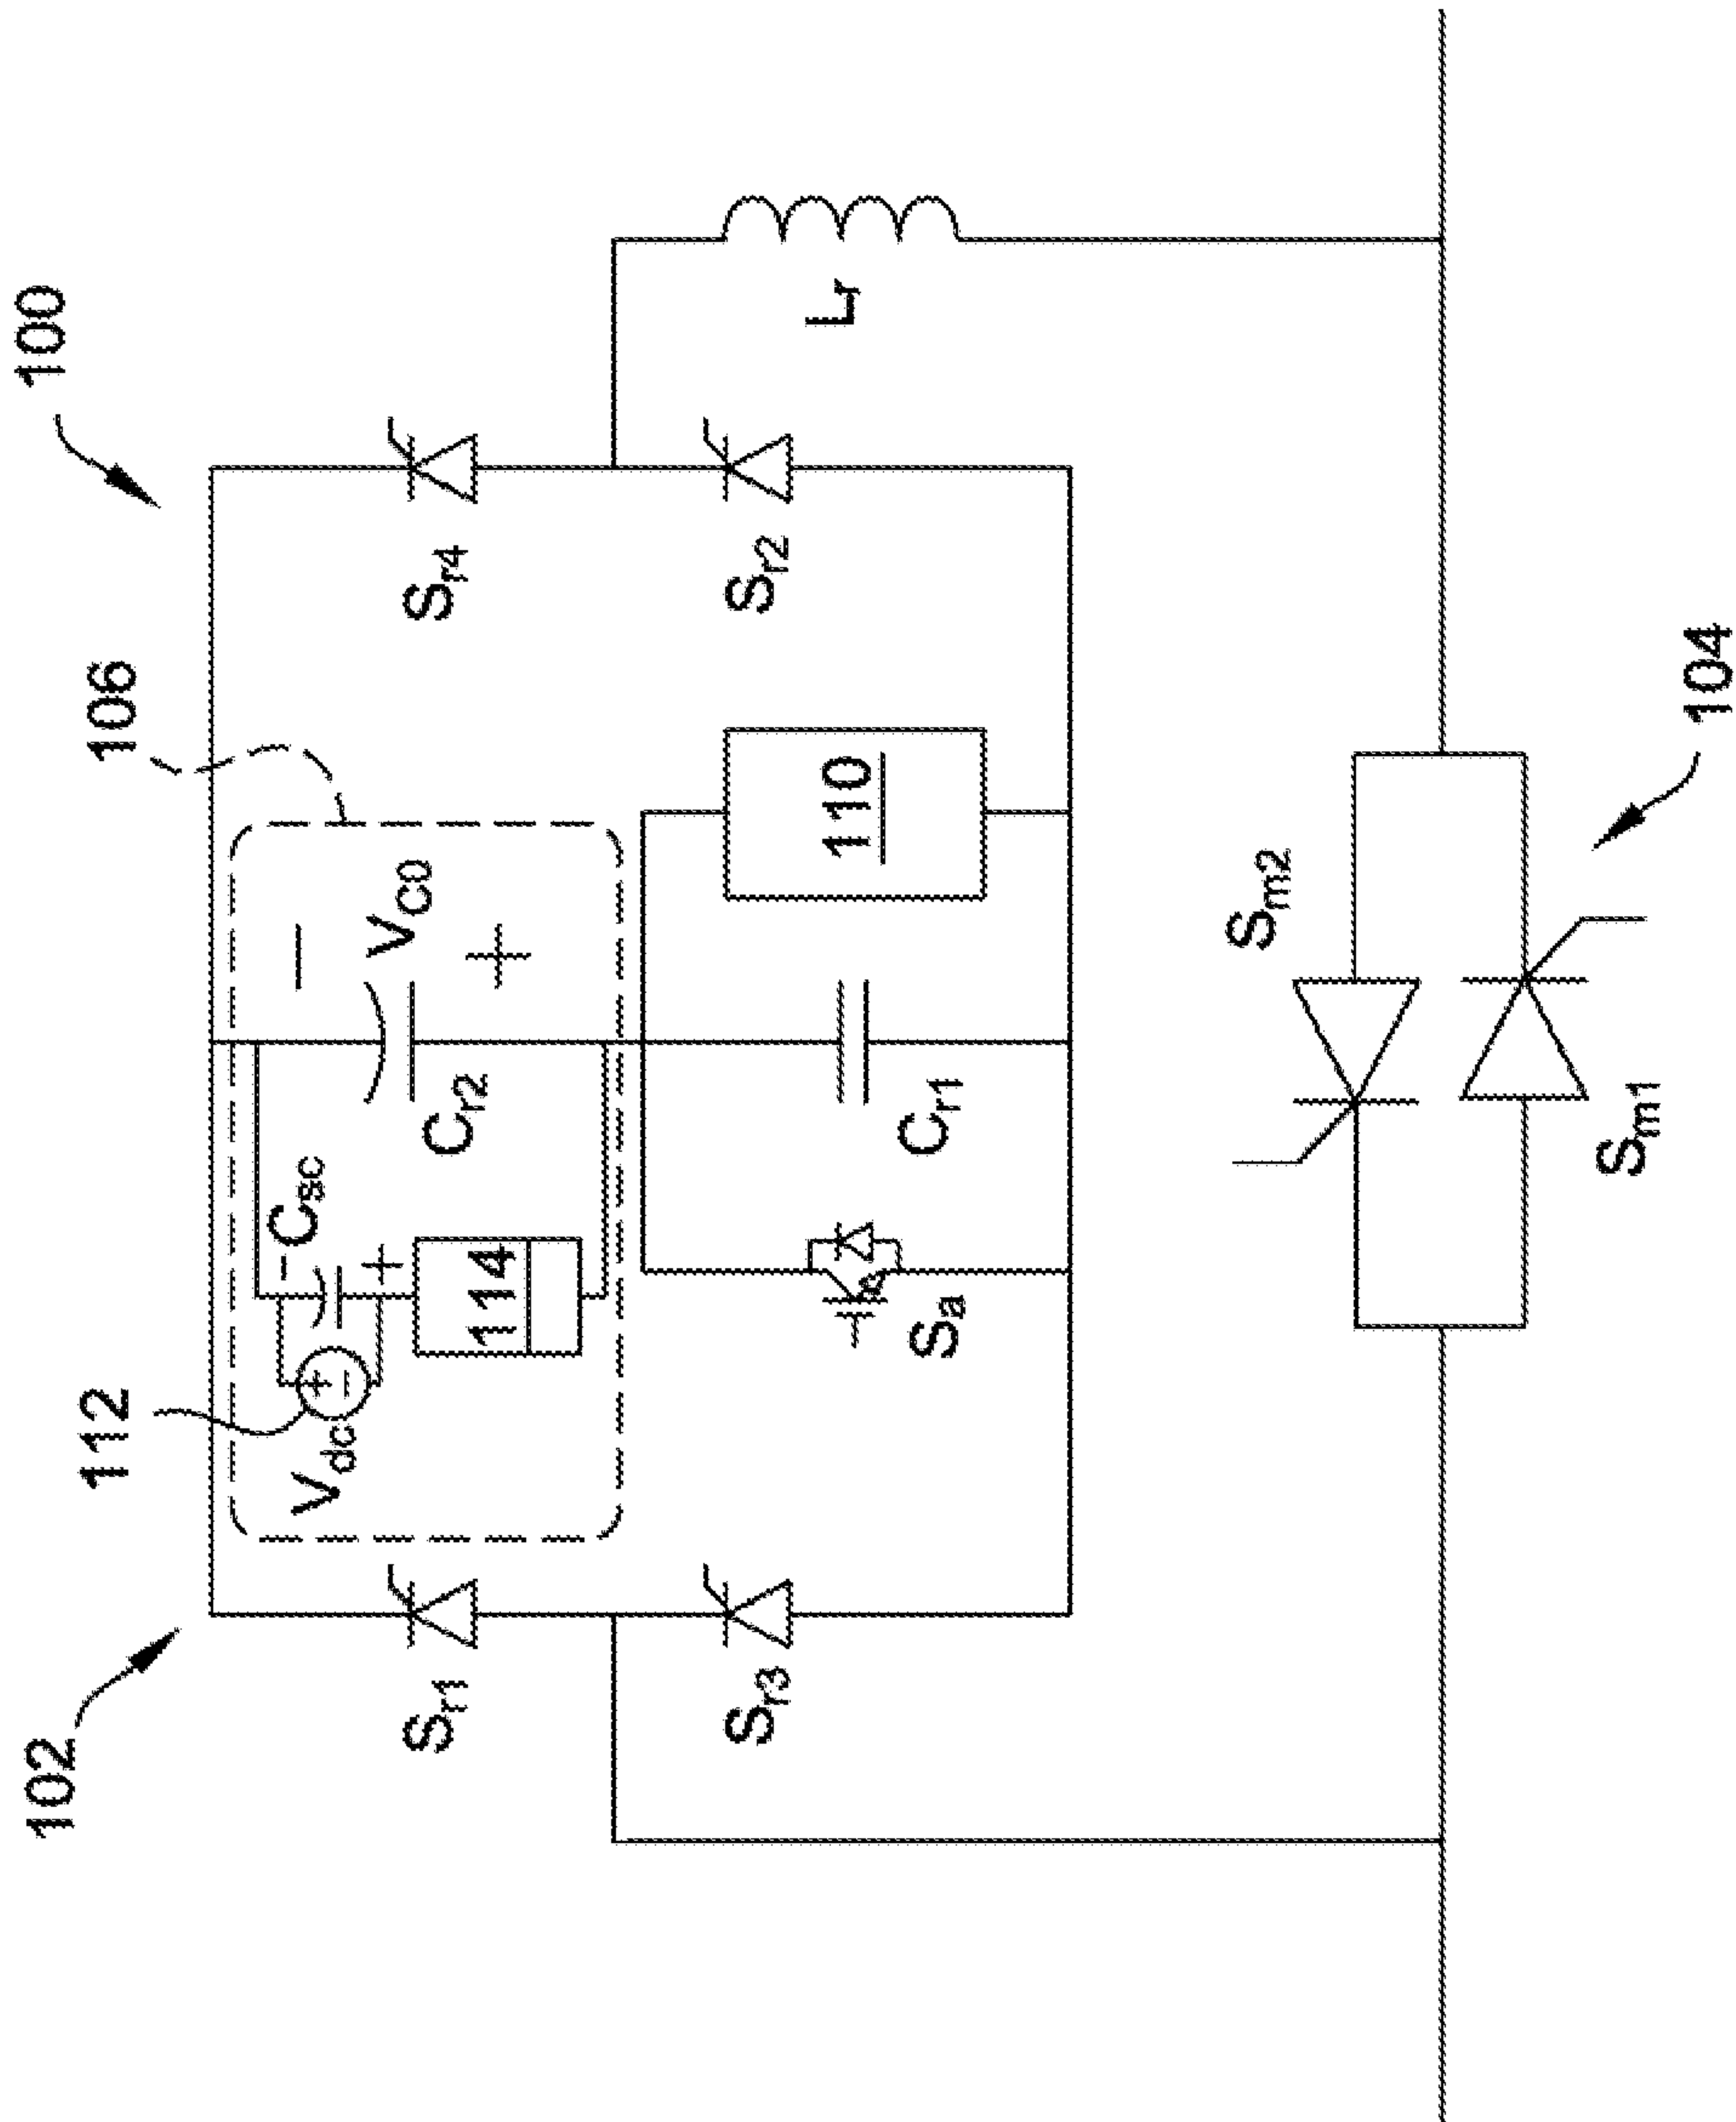 100
102
106
112
C_sc
V_C0
V_dc
114
C_r2
S_r1
S_r4
S_r3
S_r2
S_a
C_r1
110
L_r
S_m2
S_m1
104